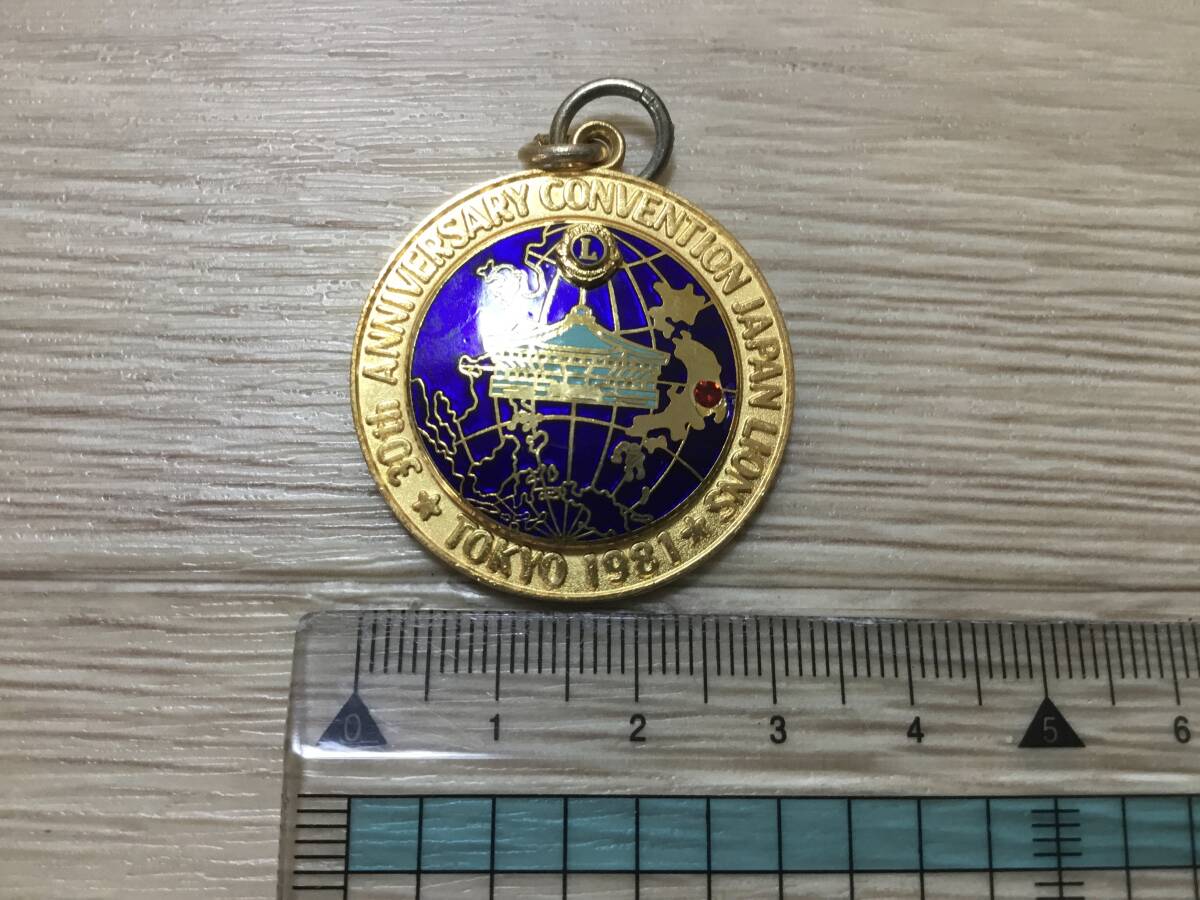 30th ANNIVERSARY CONVENTION JAPAN LIONS
TOKYO 1981
L
0 1 2 3 4 5 6